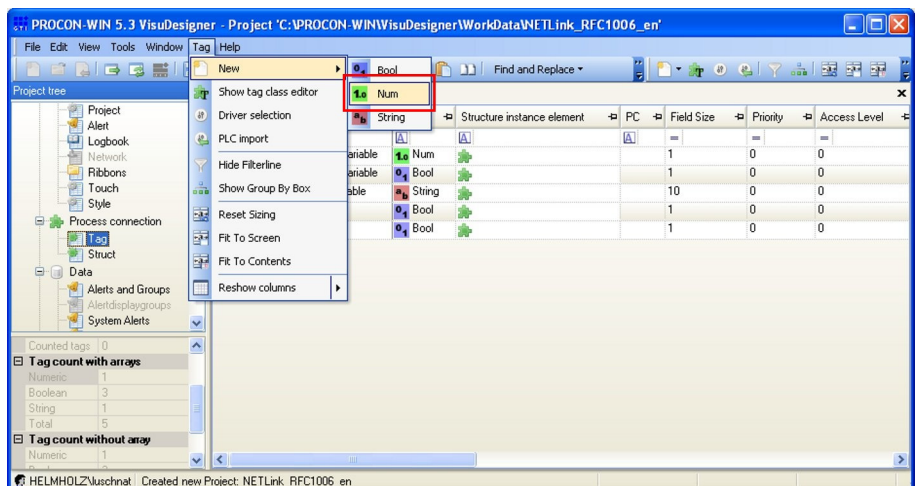 PROCON-WIN 5.3 VisuDesigner - Project 'C:\PROCON-WIN\VisuDesigner\WorkData\NETLink_RFC1006_en'
File Edit View Tools Window Tag Help
Find and Replace
Project tree
Project
Alert
Logbook
Network
Ribbons
Touch
Style
Process connection
Tag
Struct
Data
Alerts and Groups
Alertdisplaygroups
System Alerts
New
Show tag class editor
Driver selection
PLC import
Hide Filterline
Show Group By Box
Reset Sizing
Fit To Screen
Fit To Contents
Reshow columns
Bool
Num
String
Structure instance element PC Field Size Priority Access Level
= = =
ariable Num 1 0 0
ariable Bool 1 0 0
able String 10 0 0
Bool 1 0 0
Bool 1 0 0
Counted tags 0
Tag count with arrays
Numeric 1
Boolean 3
String 1
Total 5
Tag count without array
Numeric 1
HELMHOLZ\luschnat Created new Project: NETLink_RFC1006_en